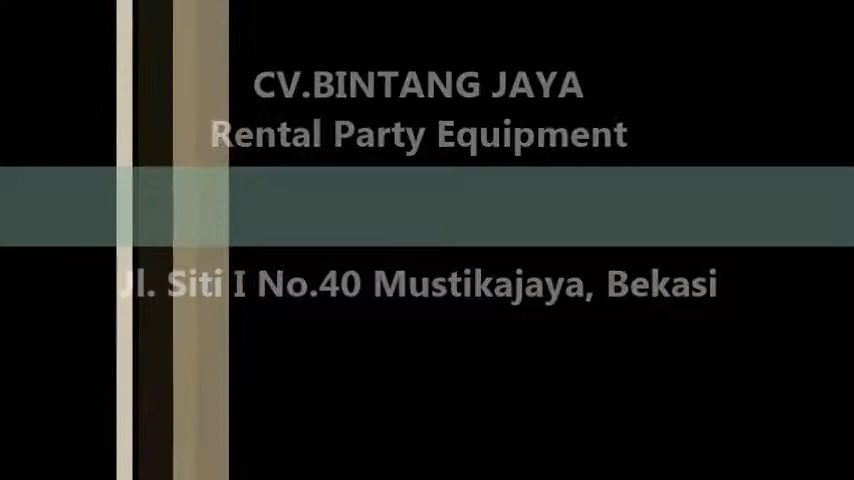 CV.BINTANG JAYA
Rental Party Equipment
Jl. Siti I No.40 Mustikajaya, Bekasi